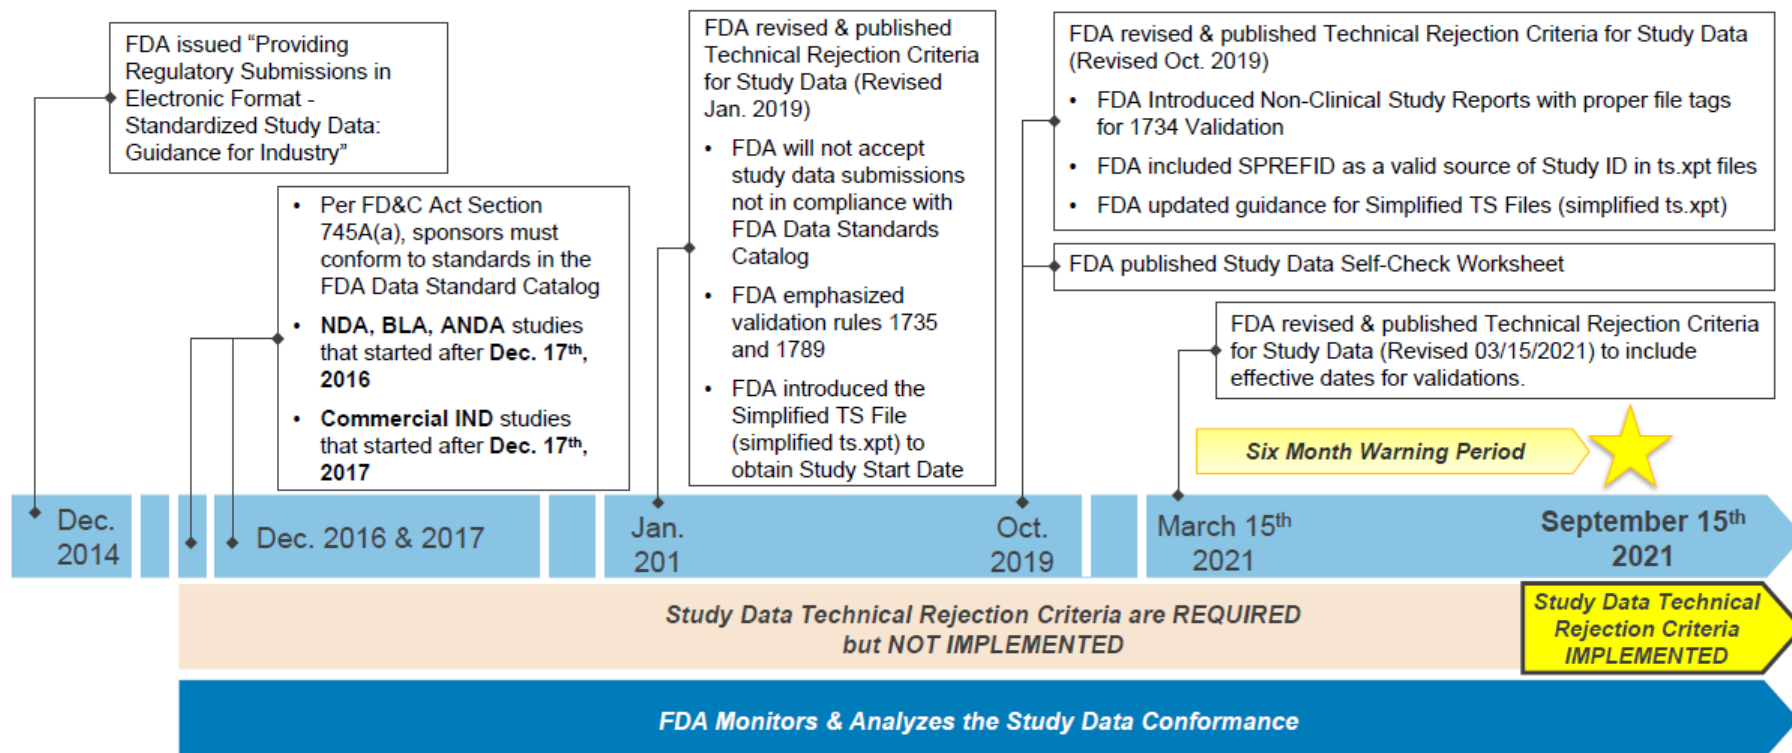 FDA issued “Providing
Regulatory Submissions in
Electronic Format -
Standardized Study Data:
Guidance for Industry”
• Per FD&C Act Section
745A(a), sponsors must
conform to standards in the
FDA Data Standard Catalog
• NDA, BLA, ANDA studies
that started after Dec. 17th,
2016
• Commercial IND studies
that started after Dec. 17th,
2017
FDA revised & published
Technical Rejection Criteria
for Study Data (Revised
Jan. 2019)
• FDA will not accept
study data submissions
not in compliance with
FDA Data Standards
Catalog
• FDA emphasized
validation rules 1735
and 1789
• FDA introduced the
Simplified TS File
(simplified ts.xpt) to
obtain Study Start Date
FDA revised & published Technical Rejection Criteria for Study Data
(Revised Oct. 2019)
• FDA Introduced Non-Clinical Study Reports with proper file tags
for 1734 Validation
• FDA included SPREFID as a valid source of Study ID in ts.xpt files
• FDA updated guidance for Simplified TS Files (simplified ts.xpt)
FDA published Study Data Self-Check Worksheet
FDA revised & published Technical Rejection Criteria
for Study Data (Revised 03/15/2021) to include
effective dates for validations.
Six Month Warning Period
Dec.
2014
Dec. 2016 & 2017
Jan.
201
Oct.
2019
March 15th
2021
September 15th
2021
Study Data Technical Rejection Criteria are REQUIRED
but NOT IMPLEMENTED
Study Data Technical
Rejection Criteria
IMPLEMENTED
FDA Monitors & Analyzes the Study Data Conformance